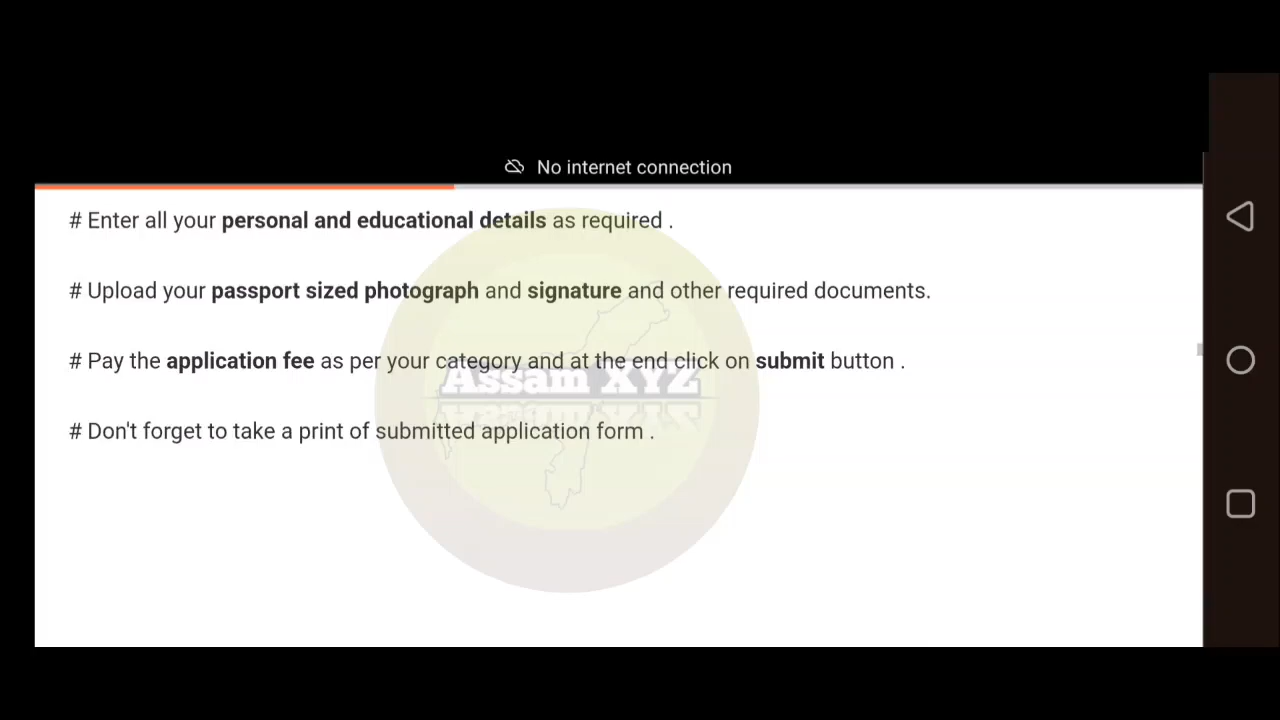 No internet connection
# Enter all your personal and educational details as required .
# Upload your passport sized photograph and signature and other required documents.
# Pay the application fee as per your category and at the end click on submit button .
Assam XYZ
# Don't forget to take a print of submitted application form .